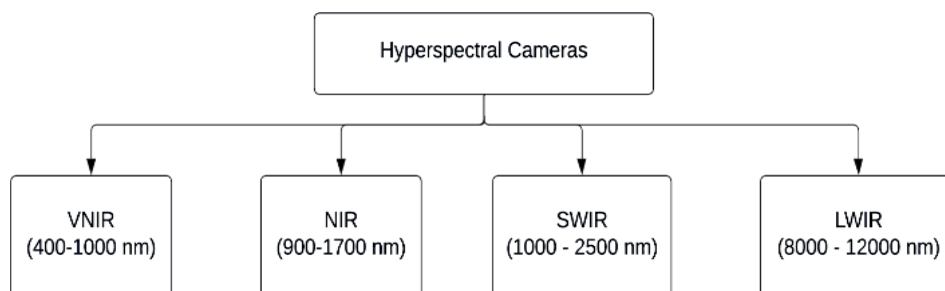 Hyperspectral Cameras
VNIR
(400-1000 nm)
NIR
(900-1700 nm)
SWIR
(1000 - 2500 nm)
LWIR
(8000 - 12000 nm)